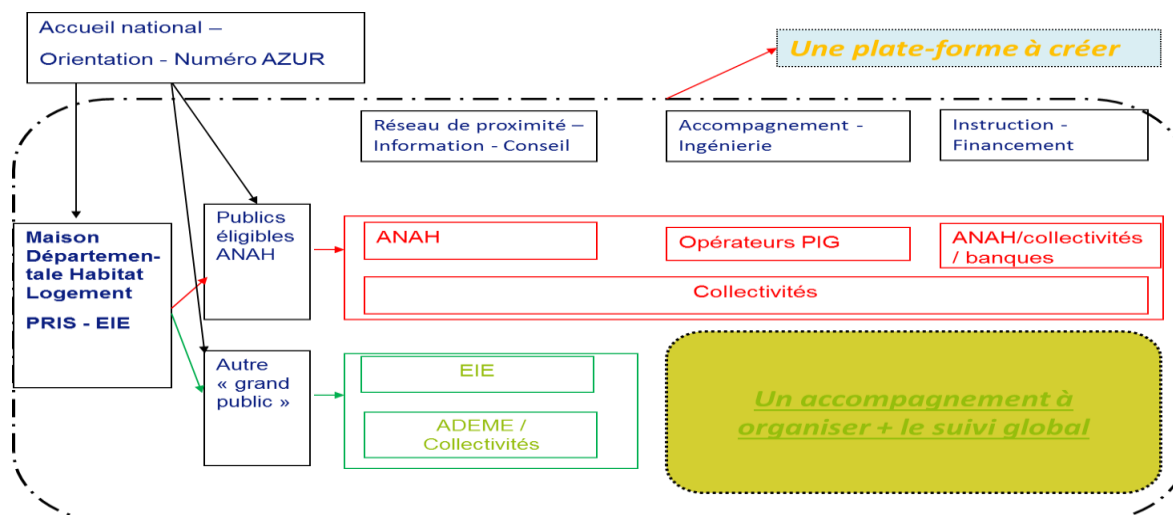 Accueil national –
Orientation - Numéro AZUR
Une plate-forme à créer
Réseau de proximité –
Information - Conseil
Accompagnement -
Ingénierie
Instruction -
Financement
Maison
Départemen-
tale Habitat
Logement
PRIS - EIE
Publics
éligibles
ANAH
ANAH
Opérateurs PIG
ANAH/collectivités
/ banques
Collectivités
Autre
« grand
public »
EIE
ADEME /
Collectivités
Un accompagnement à
organiser + le suivi global